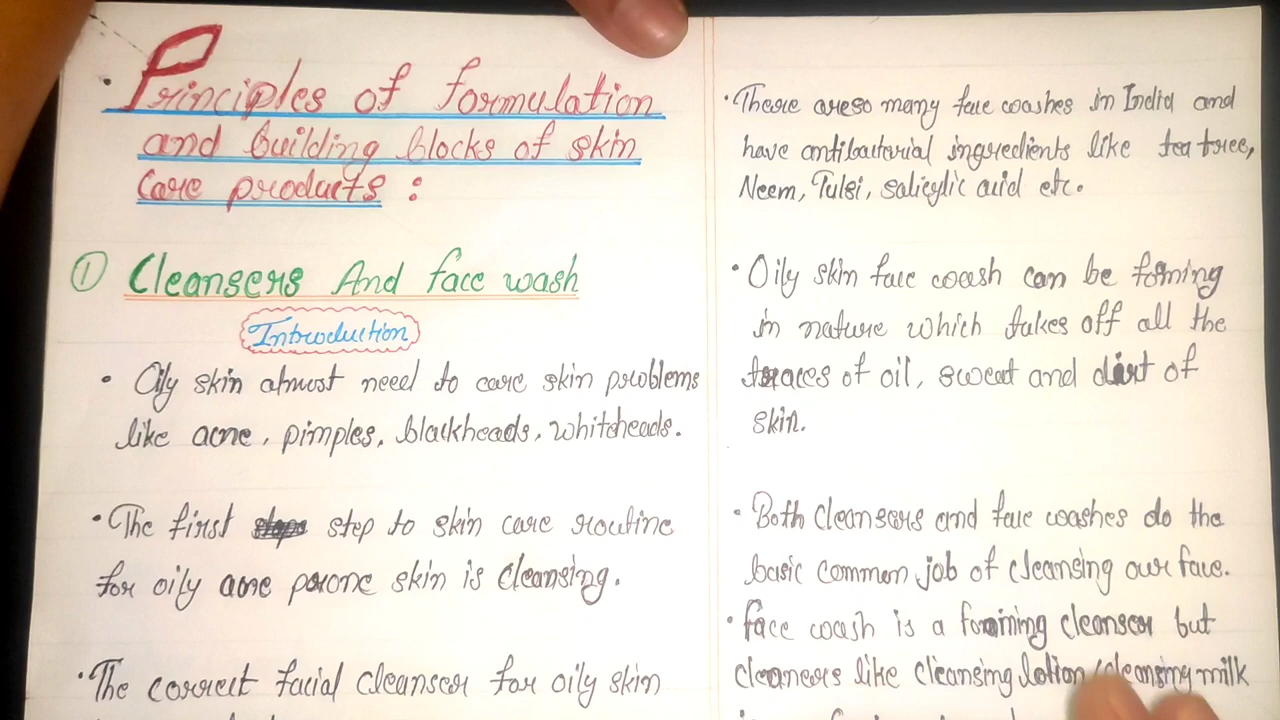 Principles of formulation
and building blocks of skin
care products :
① Cleansers And face wash
Introduction
• Oily skin almust need to care skin problems
like acne, pimples, blackheads, whiteheads.
• The first step to skin care routine
for oily acne prone skin is cleansing.
• The correct facial cleanser for oily skin
• There are so many face washes in India and
have antibacterial ingredients like tea tree,
Neem, Tulsi, salicylic acid etc.
• Oily skin face wash can be foming
in nature which takes off all the
traces of oil, sweat and dirt of
skin.
• Both cleansers and face washes do the
basic common job of cleansing our face.
• face wash is a foaming cleanser but
cleaners like cleansing lotion/cleansing milk